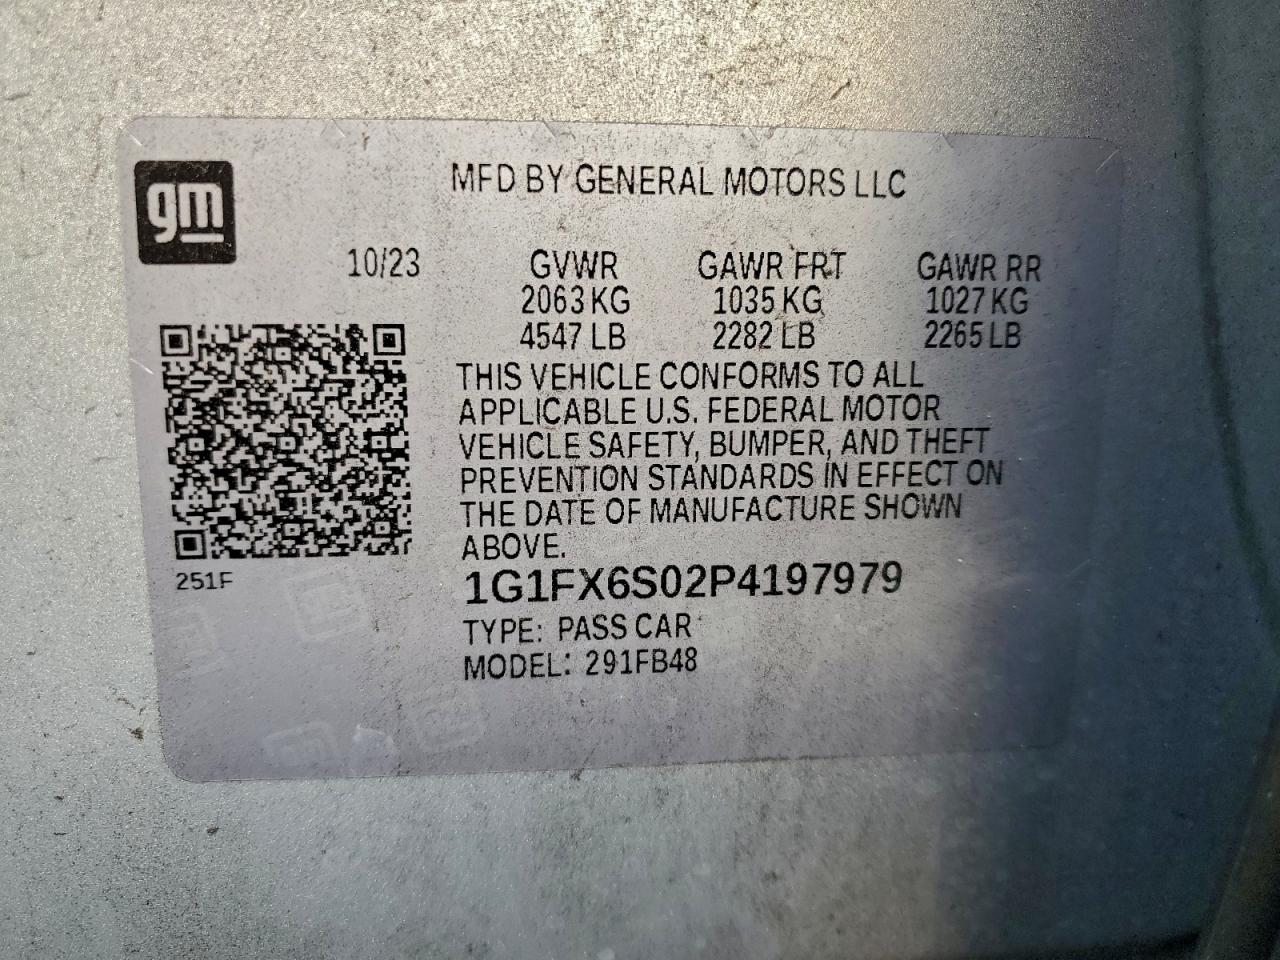 gm
MFD BY GENERAL MOTORS LLC
10/23 GVWR GAWR FRT GAWR RR
2063 KG 1035 KG 1027 KG
4547 LB 2282 LB 2265 LB
THIS VEHICLE CONFORMS TO ALL
APPLICABLE U.S. FEDERAL MOTOR
VEHICLE SAFETY, BUMPER, AND THEFT
PREVENTION STANDARDS IN EFFECT ON
THE DATE OF MANUFACTURE SHOWN
ABOVE.
251F
1G1FX6S02P4197979
TYPE: PASS CAR
MODEL: 291FB48